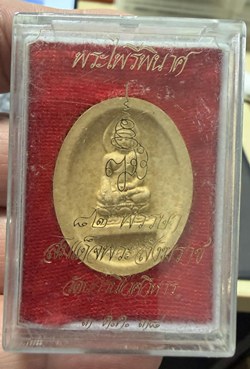 พระไพรีพินาศ
๘๐ พรรษา
สมเด็จพระสังฆราช
วัดบวรนิเวศวิหาร